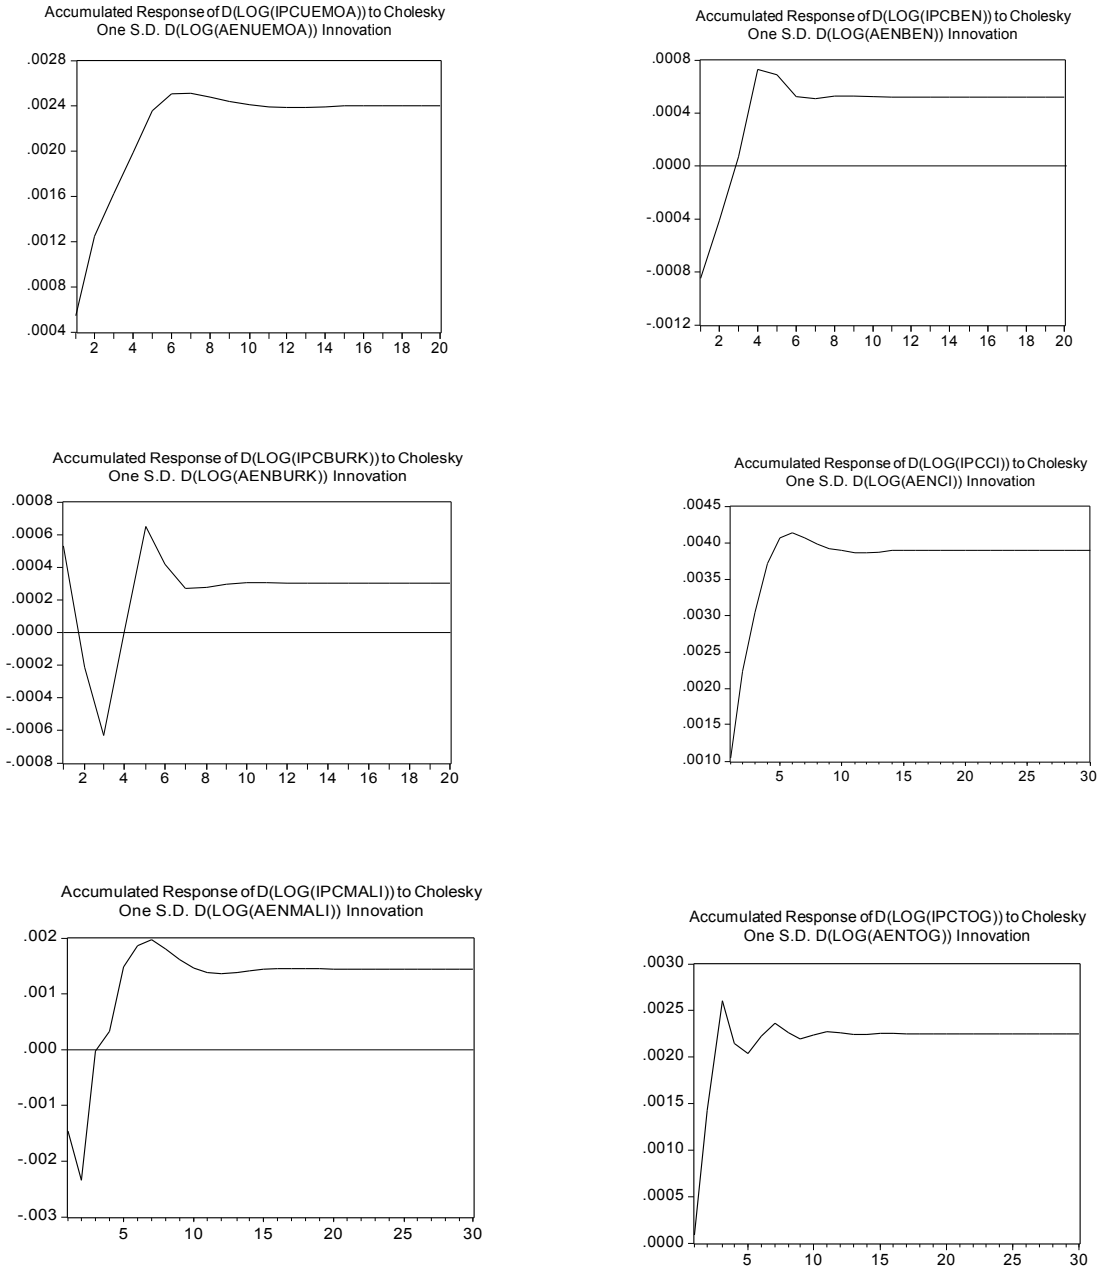 Accumulated Response of D(LOG(IPCUEMOA)) to Cholesky
One S.D. D(LOG(AENUEMOA)) Innovation
.0028
.0024
.0020
.0016
.0012
.0008
.0004
2 4 6 8 10 12 14 16 18 20
Accumulated Response of D(LOG(IPCBEN)) to Cholesky
One S.D. D(LOG(AENBEN)) Innovation
.0008
.0004
.0000
-.0004
-.0008
-.0012
2 4 6 8 10 12 14 16 18 20
Accumulated Response of D(LOG(IPCBURK)) to Cholesky
One S.D. D(LOG(AENBURK)) Innovation
.0008
.0006
.0004
.0002
.0000
-.0002
-.0004
-.0006
-.0008
2 4 6 8 10 12 14 16 18 20
Accumulated Response of D(LOG(IPCCI)) to Cholesky
One S.D. D(LOG(AENCI)) Innovation
.0045
.0040
.0035
.0030
.0025
.0020
.0015
.0010
5 10 15 20 25 30
Accumulated Response of D(LOG(IPCMALI)) to Cholesky
One S.D. D(LOG(AENMALI)) Innovation
.002
.001
.000
-.001
-.002
-.003
5 10 15 20 25 30
Accumulated Response of D(LOG(IPCTOG)) to Cholesky
One S.D. D(LOG(AENTOG)) Innovation
.0030
.0025
.0020
.0015
.0010
.0005
.0000
5 10 15 20 25 30